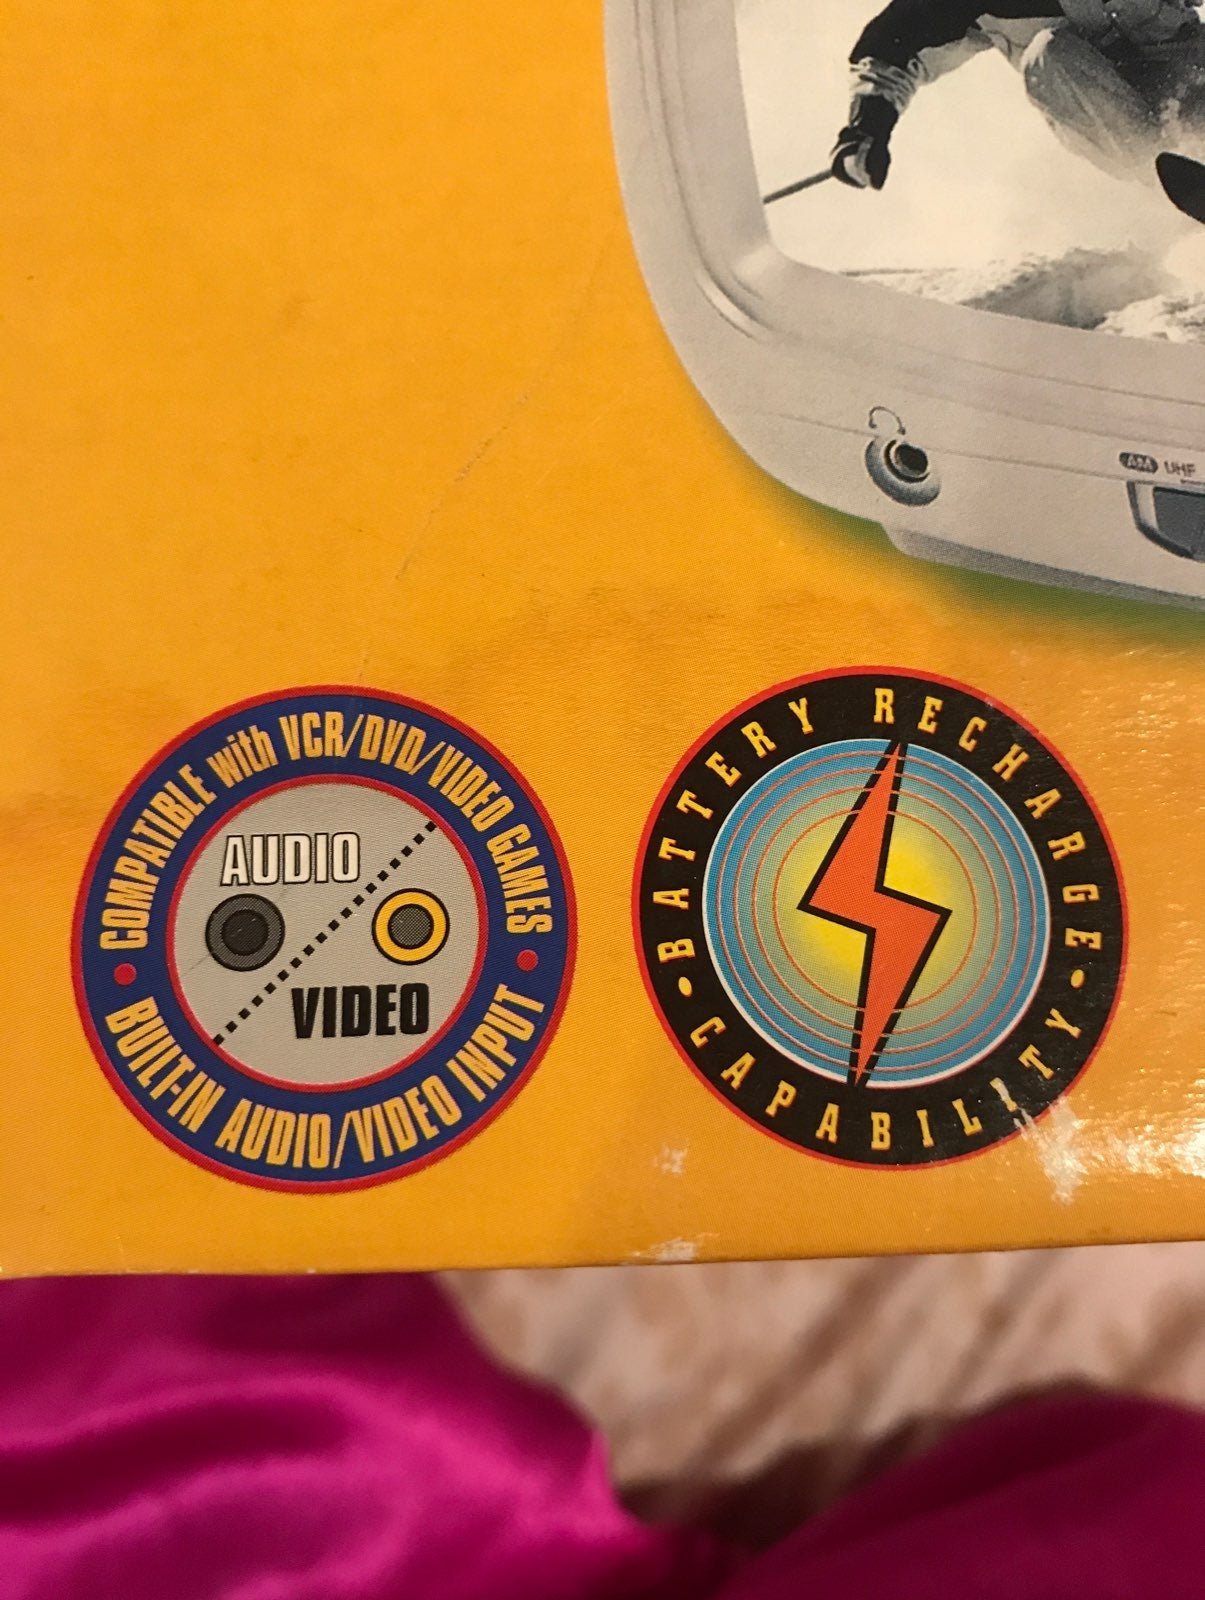 AM UHF
COMPATIBLE with VCR/DVD/VIDEO GAMES
AUDIO
VIDEO
BUILT-IN AUDIO/VIDEO INPUT
BATTERY RECHARGE
CAPABILITY